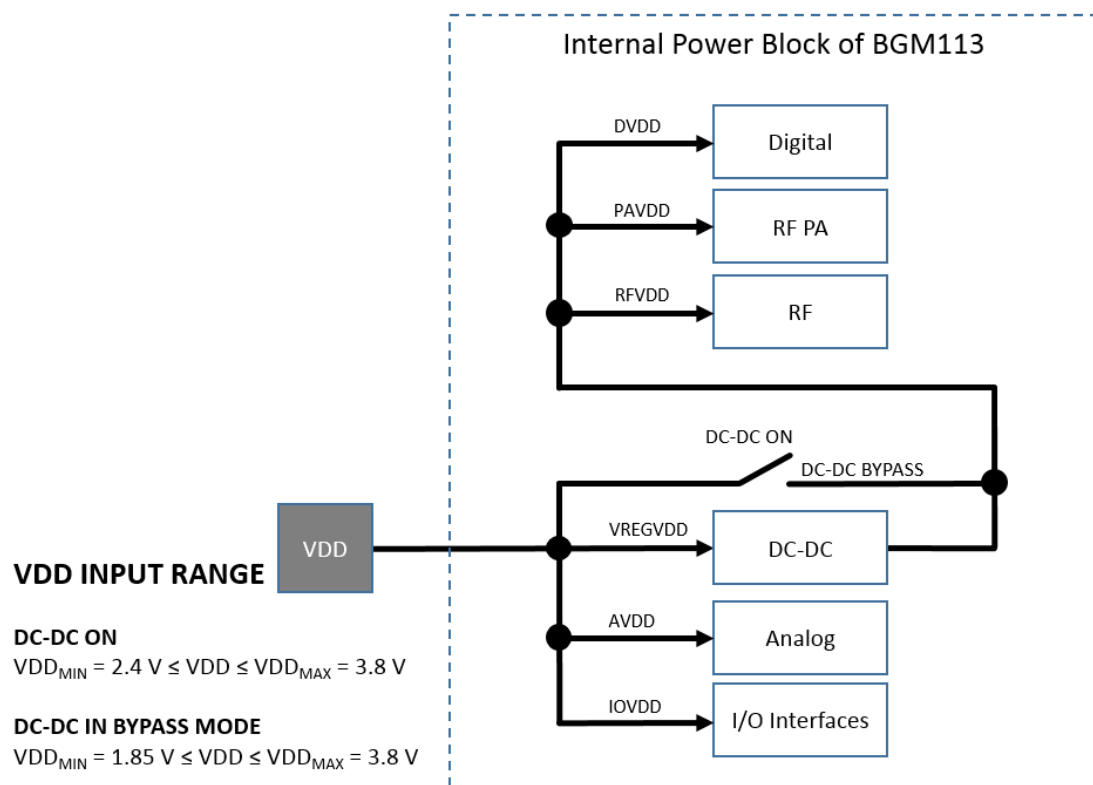 Internal Power Block of BGM113
DVDD
Digital
PAVDD
RF PA
RFVDD
RF
DC-DC ON
DC-DC BYPASS
VREGVDD
DC-DC
VDD
VDD INPUT RANGE
AVDD
Analog
DC-DC ON
VDDMIN = 2.4 V ≤ VDD ≤ VDDMAX = 3.8 V
IOVDD
I/O Interfaces
DC-DC IN BYPASS MODE
VDDMIN = 1.85 V ≤ VDD ≤ VDDMAX = 3.8 V